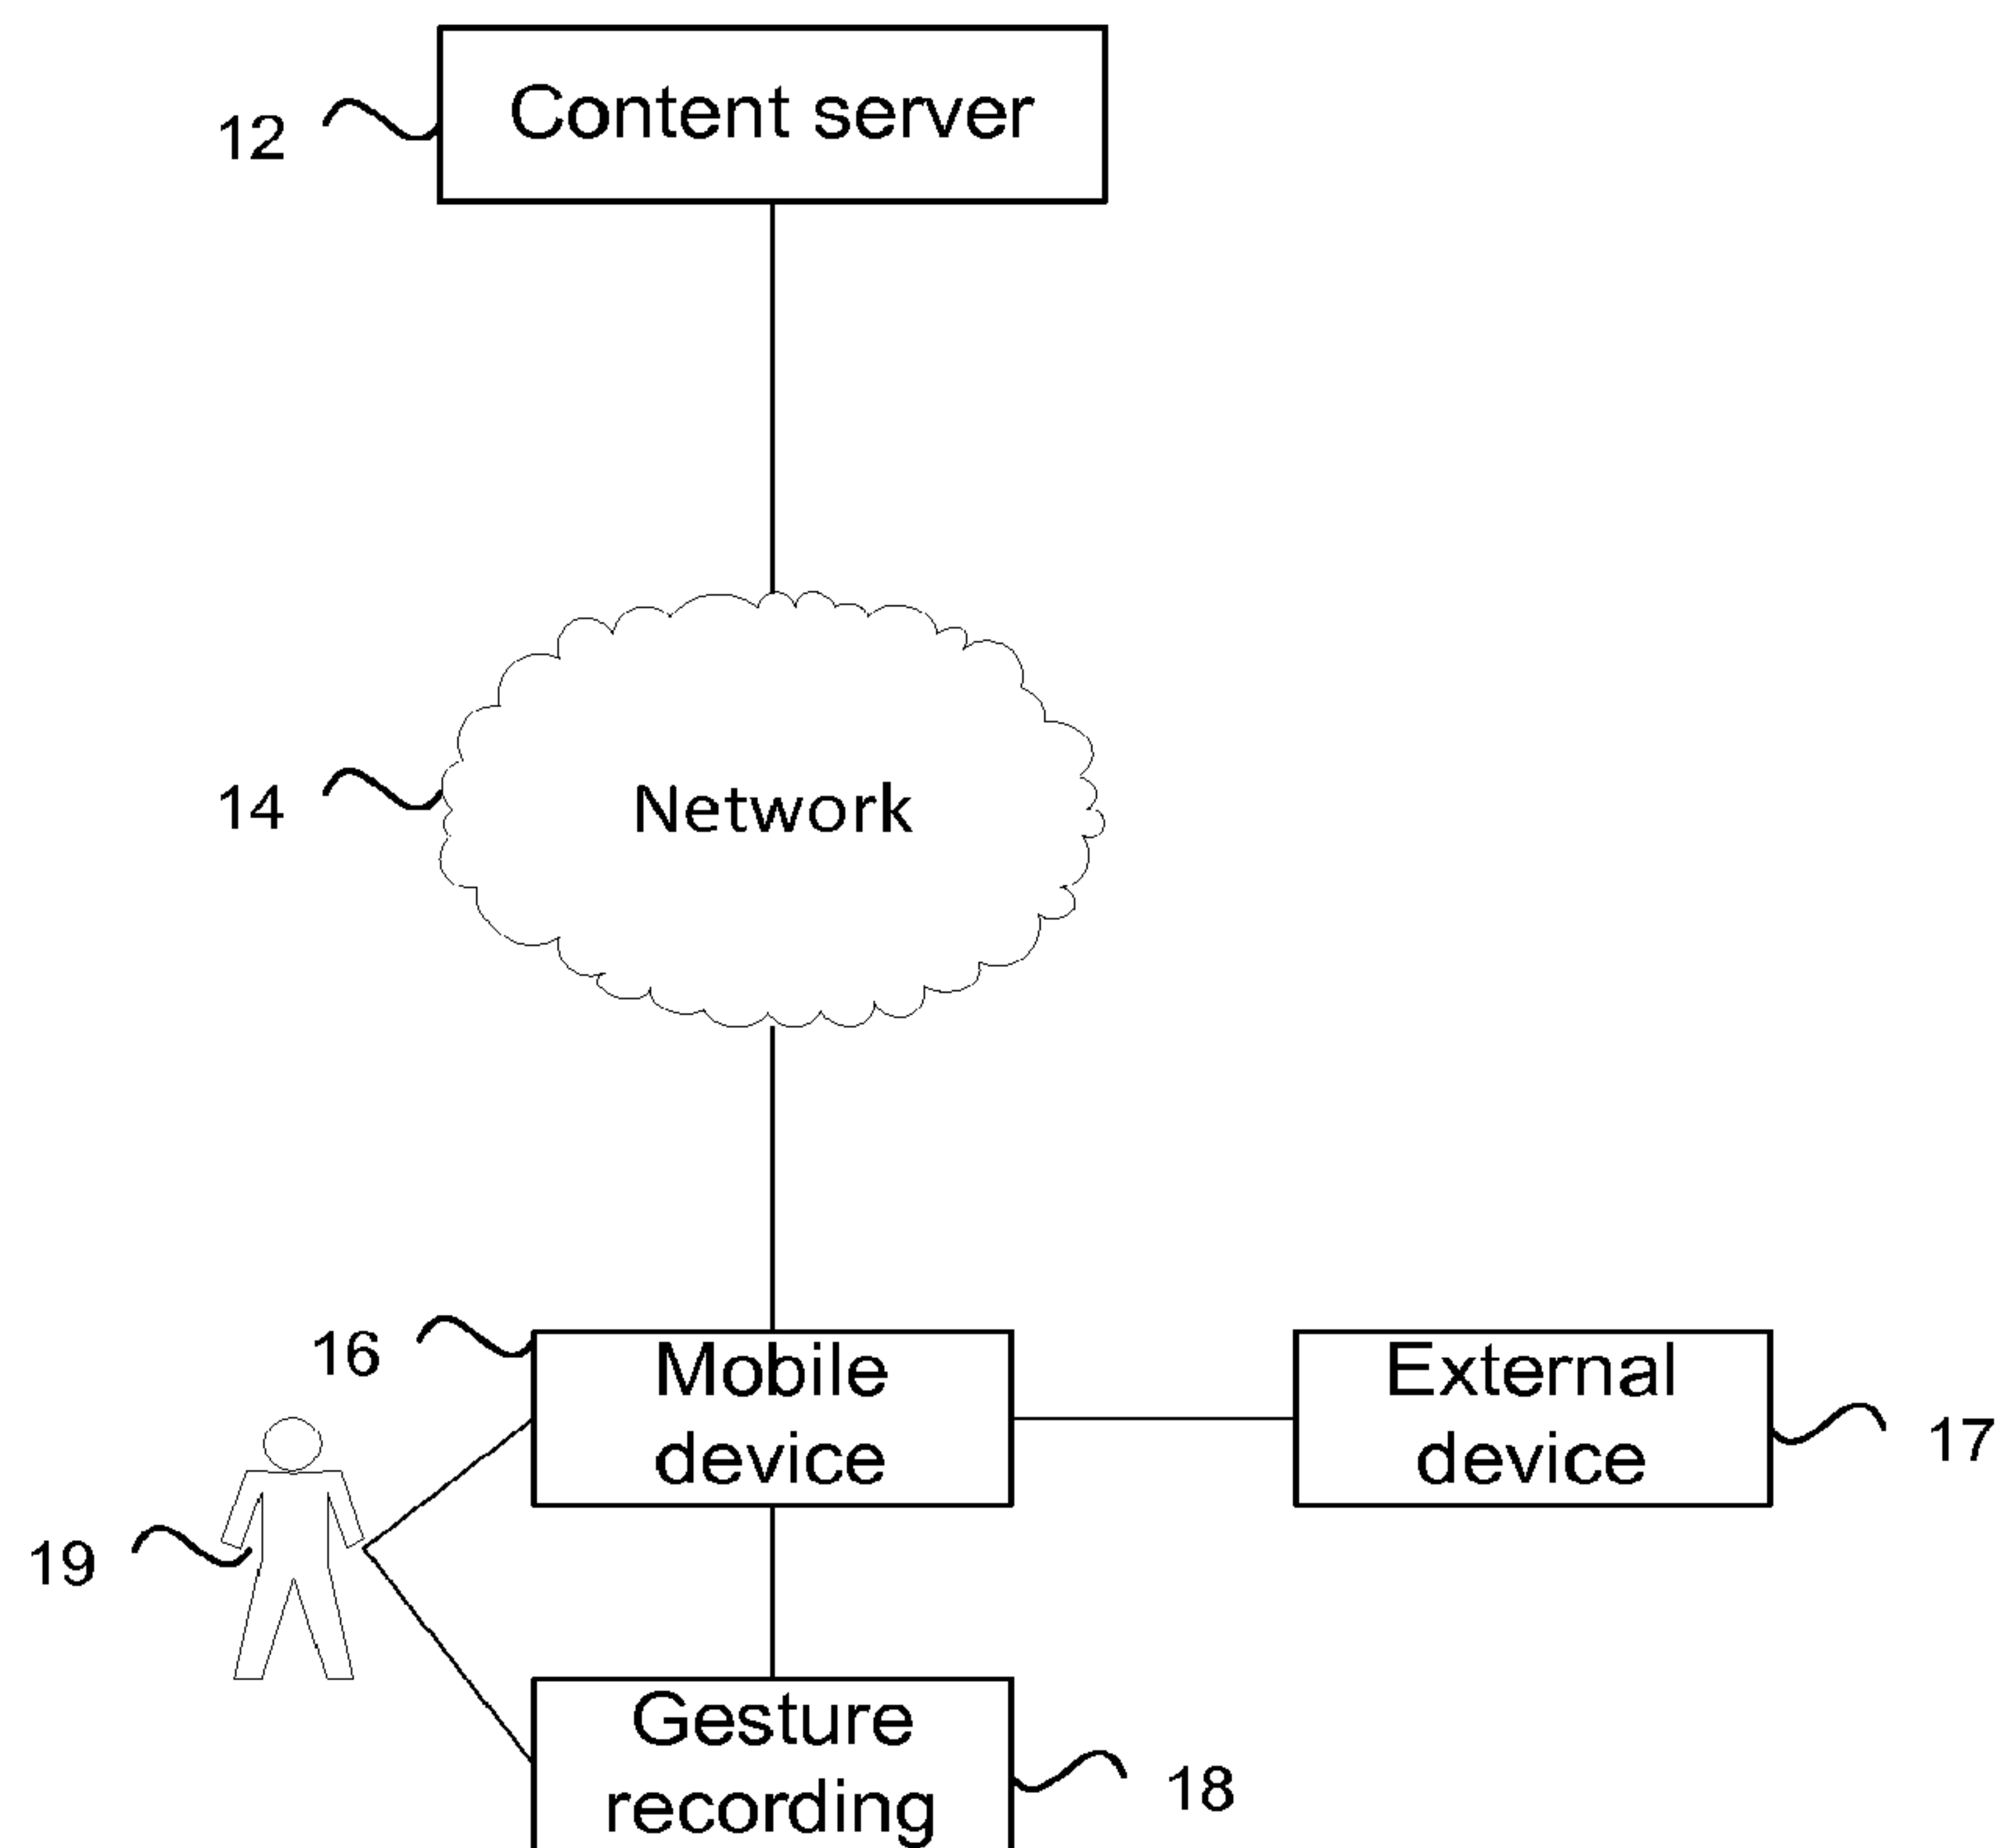 12
Content server
14
Network
16
Mobile
device
External
device
17
19
Gesture
recording
18